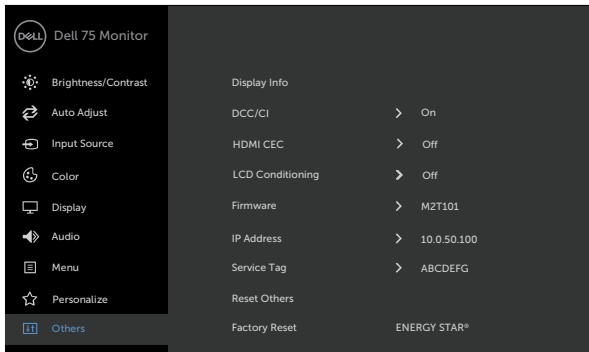 DELL Dell 75 Monitor
Brightness/Contrast Display Info
Auto Adjust DCC/CI > On
Input Source HDMI CEC > Off
Color LCD Conditioning > Off
Display Firmware > M2T101
Audio IP Address > 10.0.50.100
Menu Service Tag > ABCDEFG
Personalize Reset Others
Others Factory Reset ENERGY STAR®